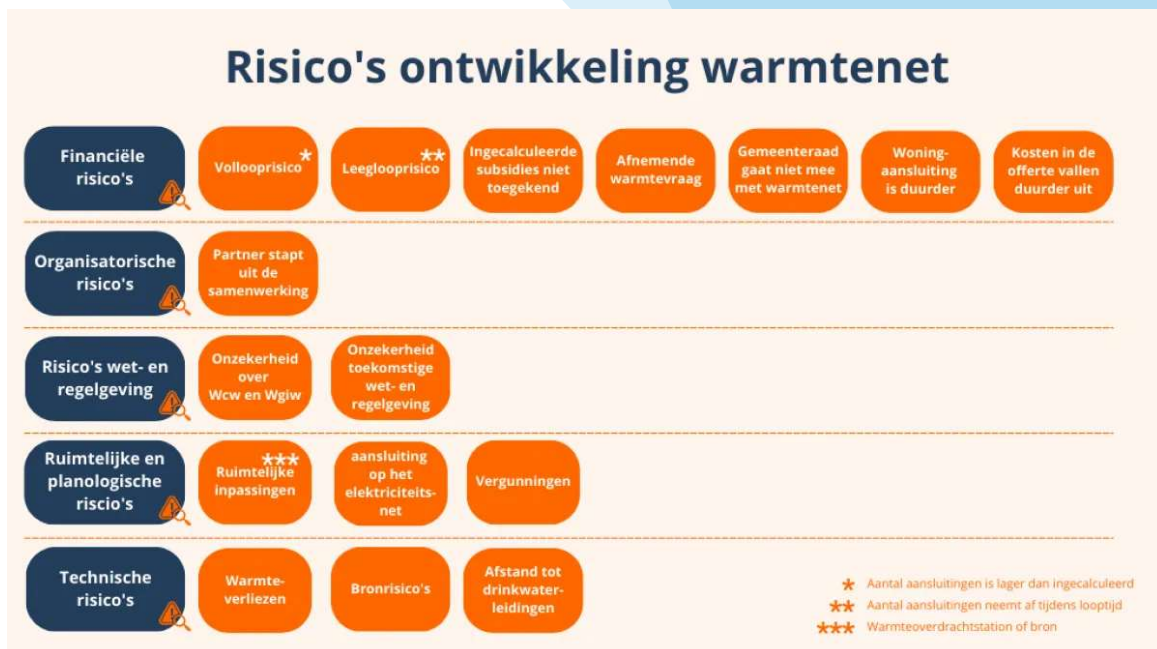 Risico's ontwikkeling warmtenet
Financiële
risico's
Vollooprisico
*
Leeglooprisico
**
Ingecalculeerde
subsidies niet
toegekend
Afnemende
warmtevraag
Gemeenteraad
gaat niet mee
met warmtenet
Woning-
aansluiting
is duurder
Kosten in de
offerte vallen
duurder uit
Organisatorische
risico's
Partner stapt
uit de
samenwerking
Risico's wet- en
regelgeving
Onzekerheid
over
Wcw en Wgiw
Onzekerheid
toekomstige
wet- en
regelgeving
Ruimtelijke en
planologische
riscio's
***
Ruimtelijke
inpassingen
aansluiting
op het
elektriciteits-
net
Vergunningen
Technische
risico's
Warmte-
verliezen
Bronrisico's
Afstand tot
drinkwater-
leidingen
* Aantal aansluitingen is lager dan ingecalculeerd
** Aantal aansluitingen neemt af tijdens looptijd
*** Warmteoverdrachtstation of bron